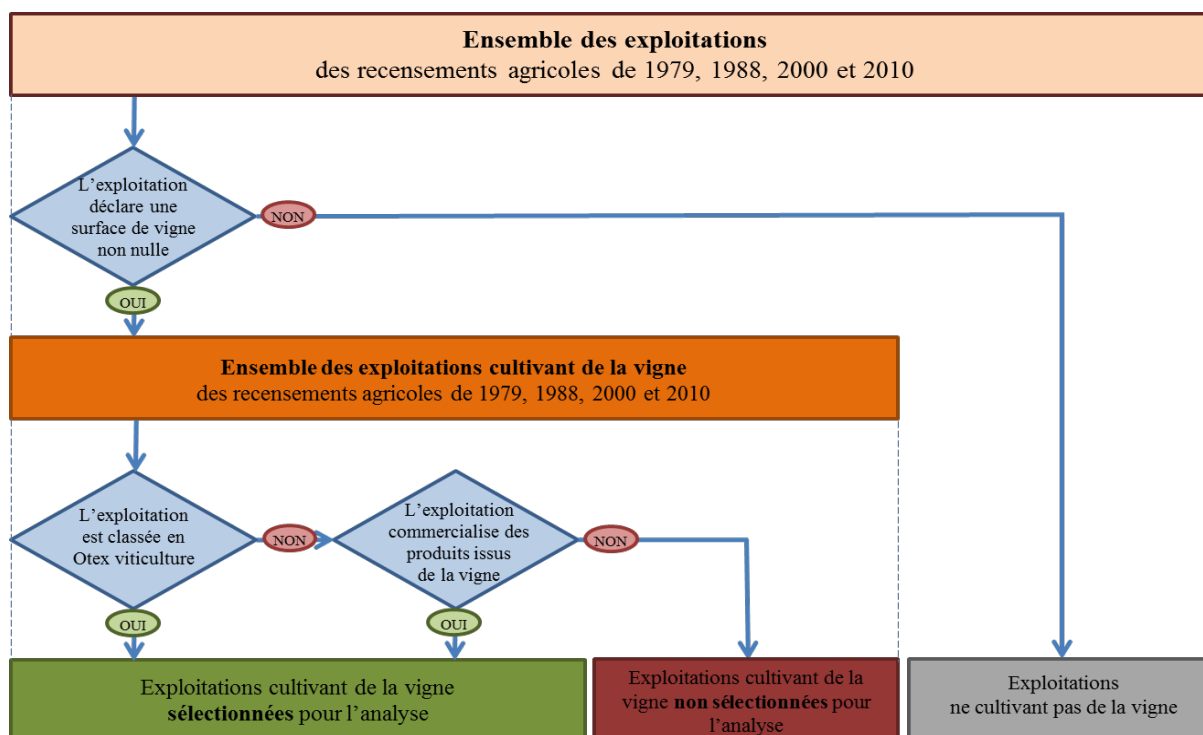 Ensemble des exploitations
des recensements agricoles de 1979, 1988, 2000 et 2010
L’exploitation
déclare une
surface de vigne
non nulle
NON
OUI
Ensemble des exploitations cultivant de la vigne
des recensements agricoles de 1979, 1988, 2000 et 2010
L’exploitation
est classée en
Otex viticulture
NON
L’exploitation
commercialise des
produits issus
de la vigne
NON
OUI
OUI
Exploitations cultivant de la vigne
sélectionnées pour l’analyse
Exploitations cultivant de la
vigne non sélectionnées pour
l’analyse
Exploitations
ne cultivant pas de la vigne